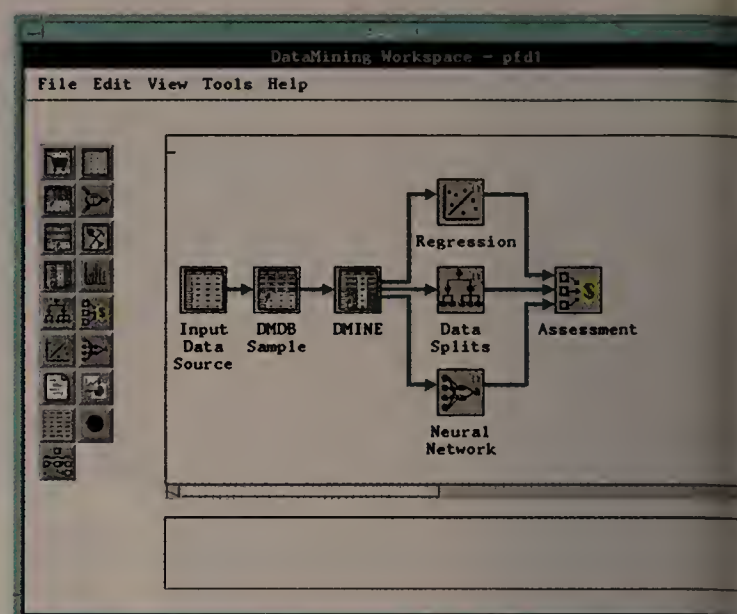 DataMining Workspace - pfd1
File Edit View Tools Help
Regression
Input
Data
Source
DMDB
Sample
DMINE
Data
Splits
Assessment
Neural
Network